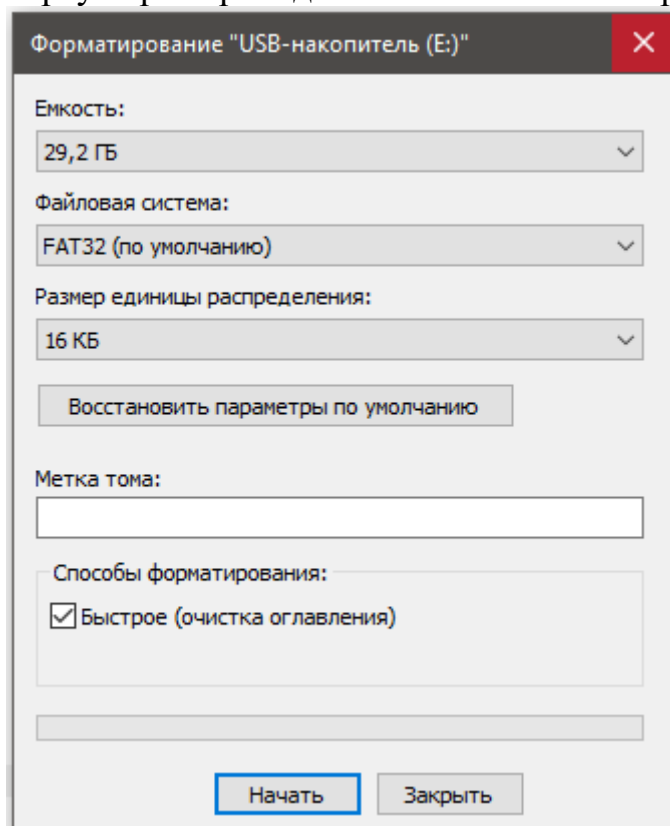 Форматирование "USB-накопитель (E:)"
Емкость:
29,2 ГБ
Файловая система:
FAT32 (по умолчанию)
Размер единицы распределения:
16 КБ
Восстановить параметры по умолчанию
Метка тома:
Способы форматирования:
Быстрое (очистка оглавления)
Начать Закрыть